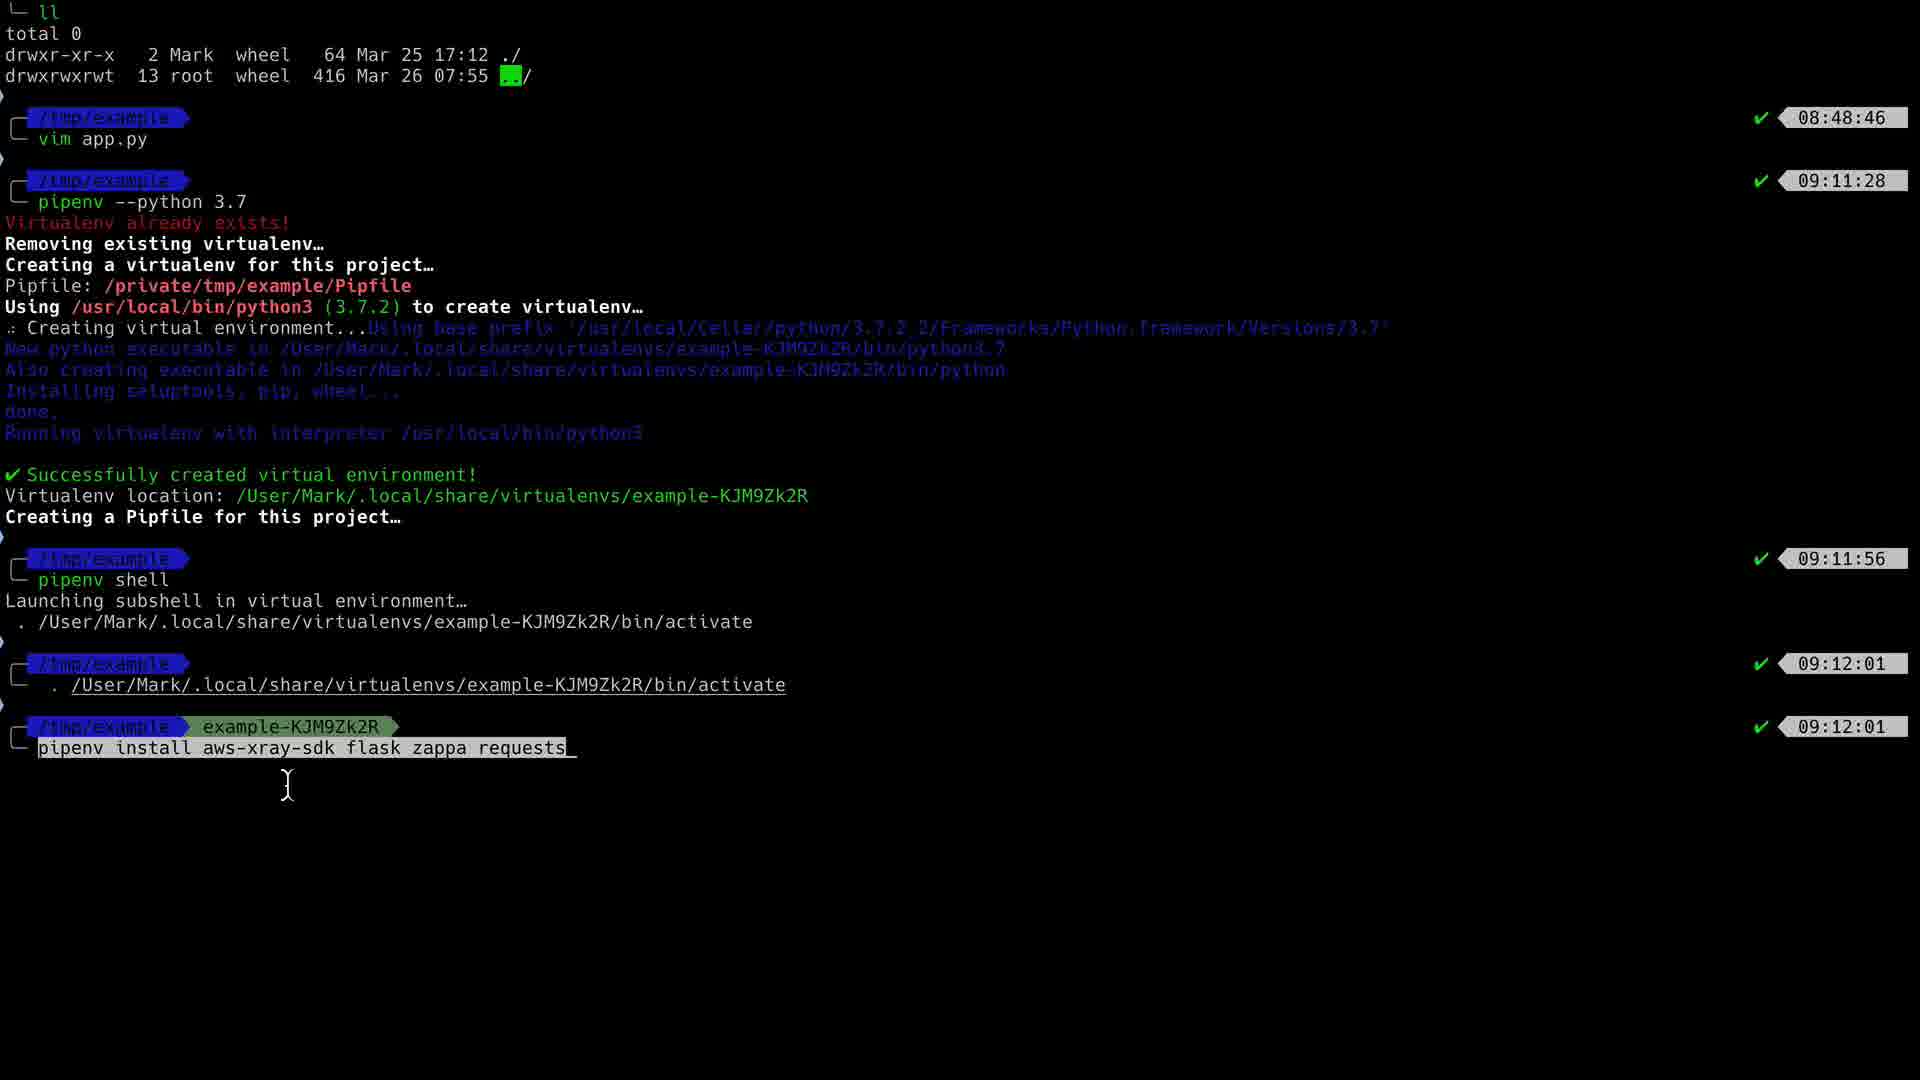 ll
total 0
drwxr-xr-x   2 Mark  wheel   64 Mar 25 17:12 ./
drwxrwxrwt  13 root  wheel  416 Mar 26 07:55 ../
/tmp/example ✔ 08:48:46
vim app.py
/tmp/example ✔ 09:11:28
pipenv --python 3.7
Virtualenv already exists!
Removing existing virtualenv…
Creating a virtualenv for this project…
Pipfile: /private/tmp/example/Pipfile
Using /usr/local/bin/python3 (3.7.2) to create virtualenv…
Creating virtual environment...Using base prefix '/usr/local/Cellar/python/3.7.2_2/Frameworks/Python.framework/Versions/3.7'
New python executable in /User/Mark/.local/share/virtualenvs/example-KJM9Zk2R/bin/python3.7
Also creating executable in /User/Mark/.local/share/virtualenvs/example-KJM9Zk2R/bin/python
Installing setuptools, pip, wheel...
done.
Running virtualenv with interpreter /usr/local/bin/python3
✔ Successfully created virtual environment!
Virtualenv location: /User/Mark/.local/share/virtualenvs/example-KJM9Zk2R
Creating a Pipfile for this project…
/tmp/example ✔ 09:11:56
pipenv shell
Launching subshell in virtual environment…
. /User/Mark/.local/share/virtualenvs/example-KJM9Zk2R/bin/activate
/tmp/example ✔ 09:12:01
. /User/Mark/.local/share/virtualenvs/example-KJM9Zk2R/bin/activate
/tmp/example example-KJM9Zk2R ✔ 09:12:01
pipenv install aws-xray-sdk flask zappa requests_